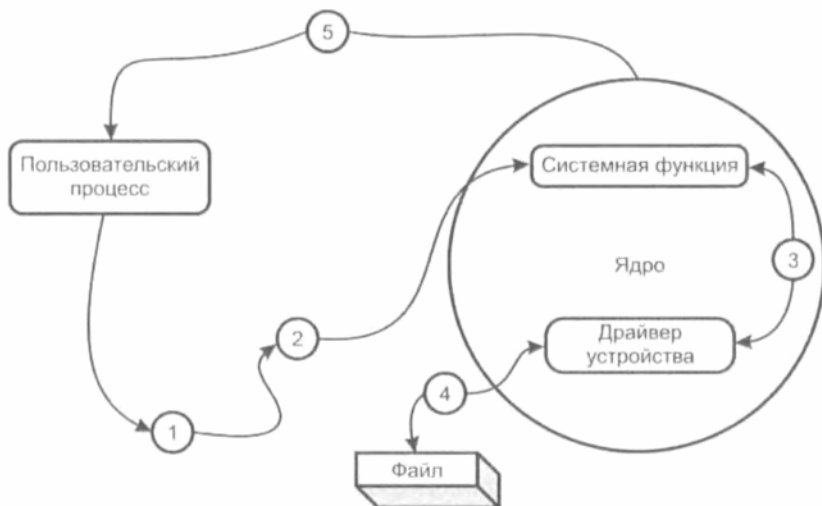 5
Пользовательский
процесс
Системная функция
Ядро
3
2
Драйвер
устройства
4
1
Файл